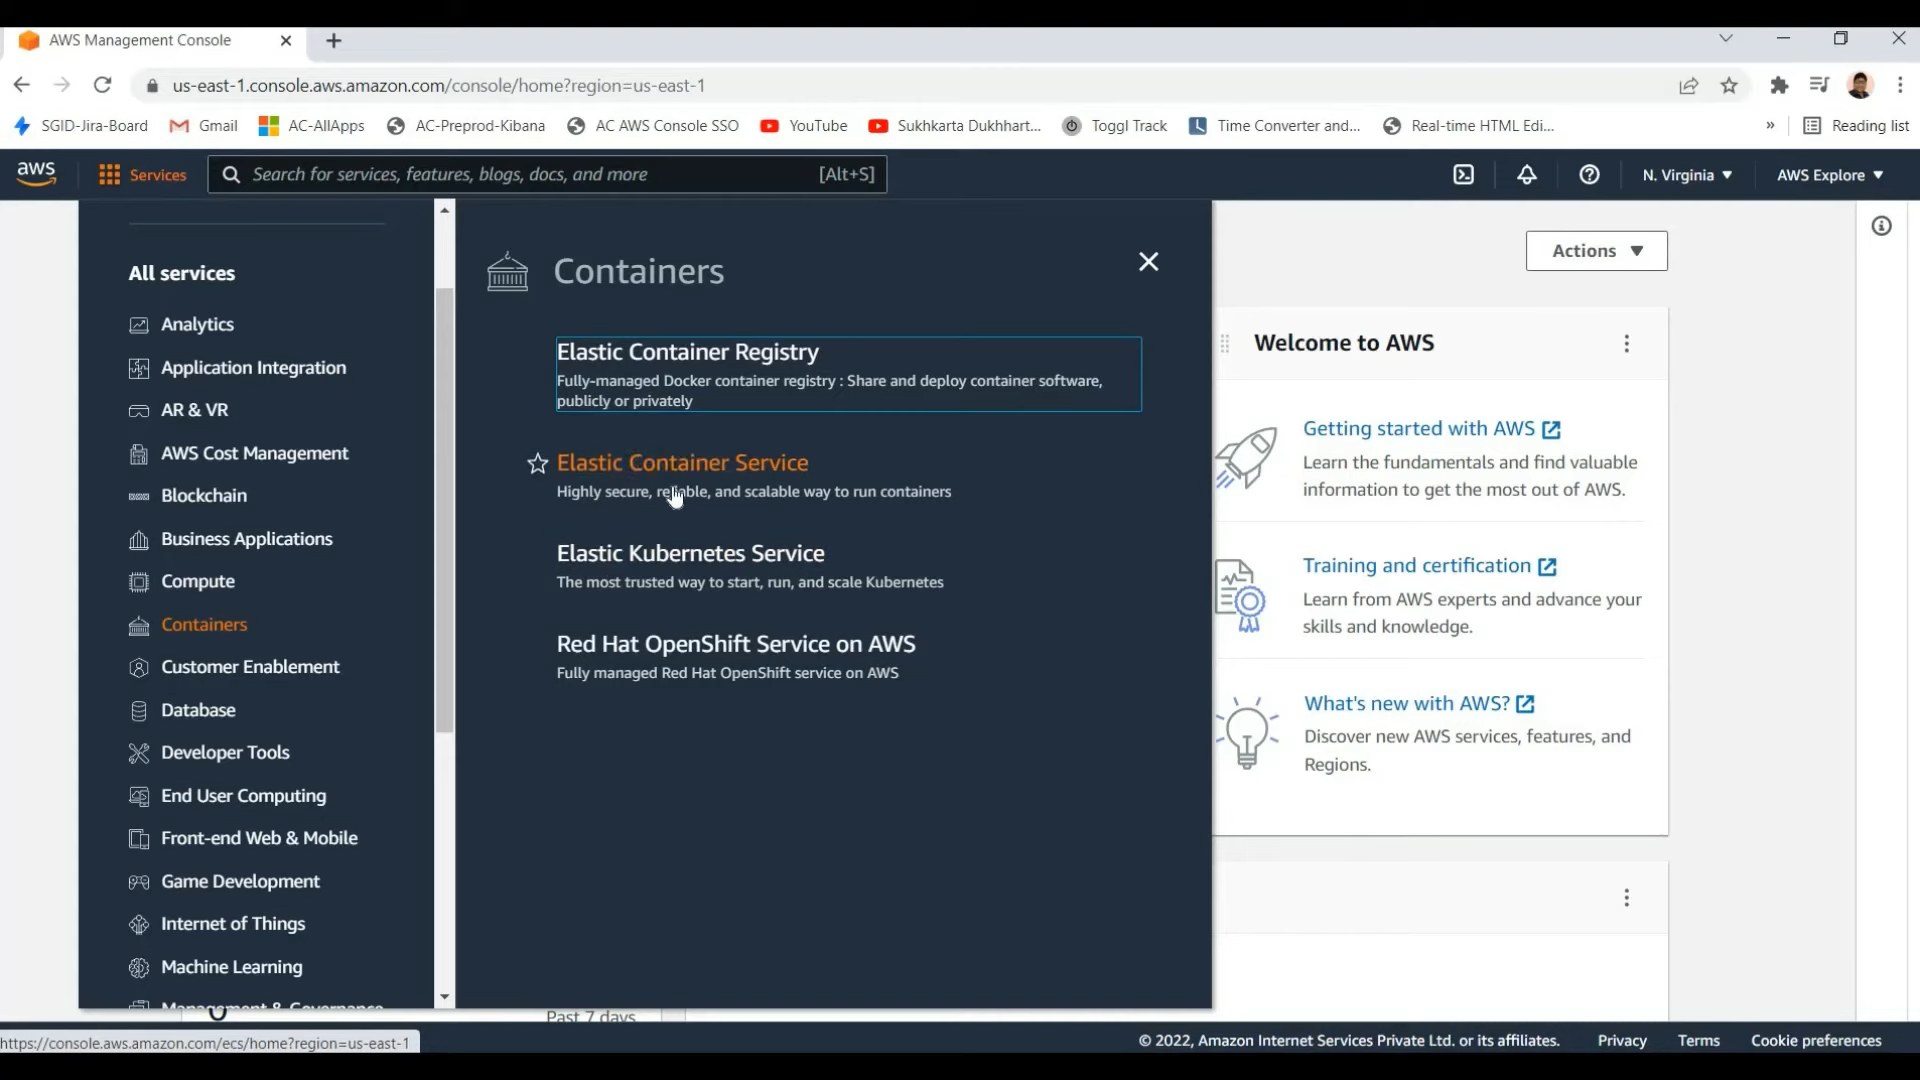 AWS Management Console
us-east-1.console.aws.amazon.com/console/home?region=us-east-1
SGID-Jira-Board Gmail AC-AllApps AC-Preprod-Kibana AC AWS Console SSO YouTube Sukhkarta Dukhhart... Toggl Track Time Converter and... Real-time HTML Edi... » Reading list
aws Services Search for services, features, blogs, docs, and more [Alt+S] N. Virginia AWS Explore
All services
Analytics
Application Integration
AR & VR
AWS Cost Management
Blockchain
Business Applications
Compute
Containers
Customer Enablement
Database
Developer Tools
End User Computing
Front-end Web & Mobile
Game Development
Internet of Things
Machine Learning
Management & Governance
Containers
Elastic Container Registry
Fully-managed Docker container registry : Share and deploy container software,
publicly or privately
Elastic Container Service
Highly secure, reliable, and scalable way to run containers
Elastic Kubernetes Service
The most trusted way to start, run, and scale Kubernetes
Red Hat OpenShift Service on AWS
Fully managed Red Hat OpenShift service on AWS
Actions
Welcome to AWS
Getting started with AWS
Learn the fundamentals and find valuable
information to get the most out of AWS.
Training and certification
Learn from AWS experts and advance your
skills and knowledge.
What's new with AWS?
Discover new AWS services, features, and
Regions.
Past 7 days
https://console.aws.amazon.com/ecs/home?region=us-east-1
© 2022, Amazon Internet Services Private Ltd. or its affiliates. Privacy Terms Cookie preferences